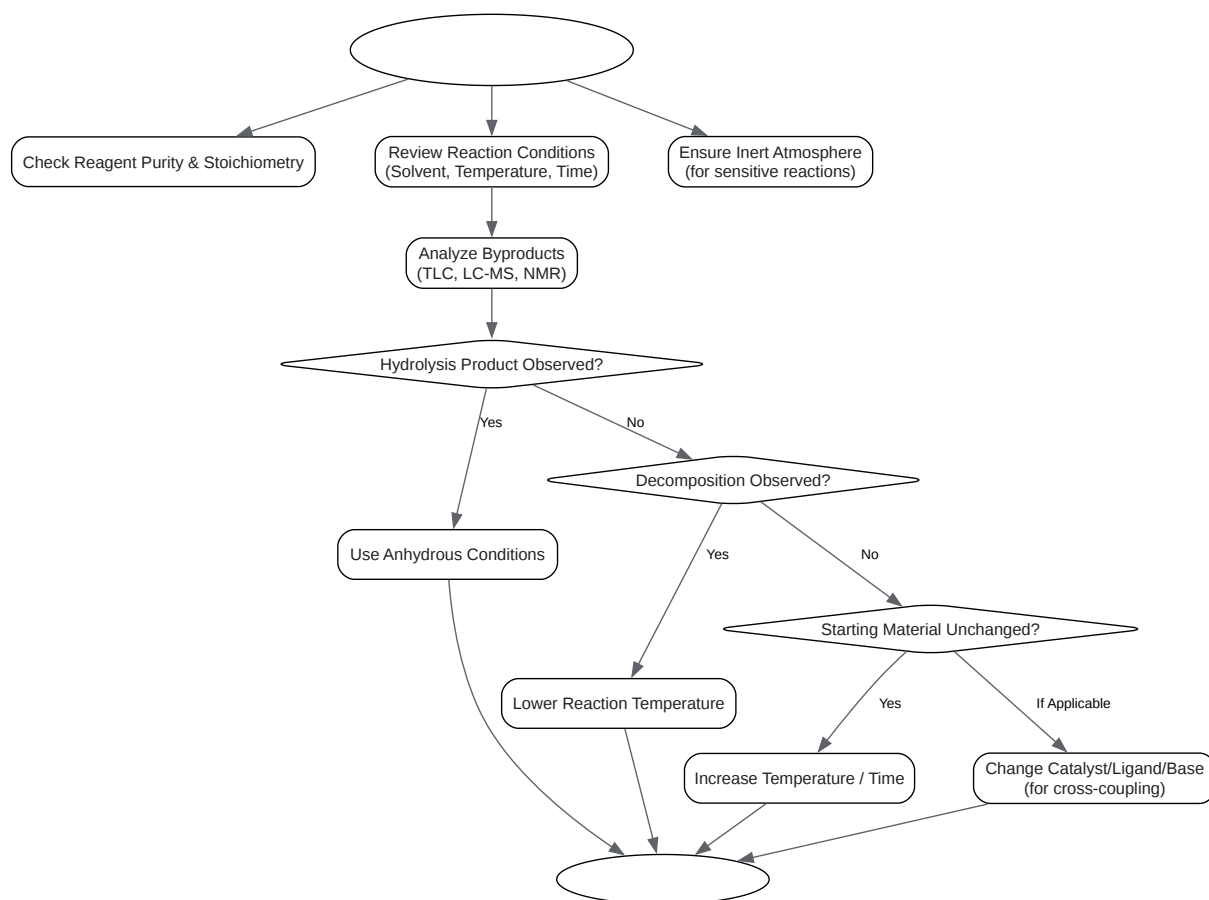 Check Reagent Purity & Stoichiometry
Review Reaction Conditions
(Solvent, Temperature, Time)
Ensure Inert Atmosphere
(for sensitive reactions)
Analyze Byproducts
(TLC, LC-MS, NMR)
Hydrolysis Product Observed?
Yes
No
Decomposition Observed?
Use Anhydrous Conditions
Yes
No
Starting Material Unchanged?
Lower Reaction Temperature
Yes
If Applicable
Increase Temperature / Time
Change Catalyst/Ligand/Base
(for cross-coupling)